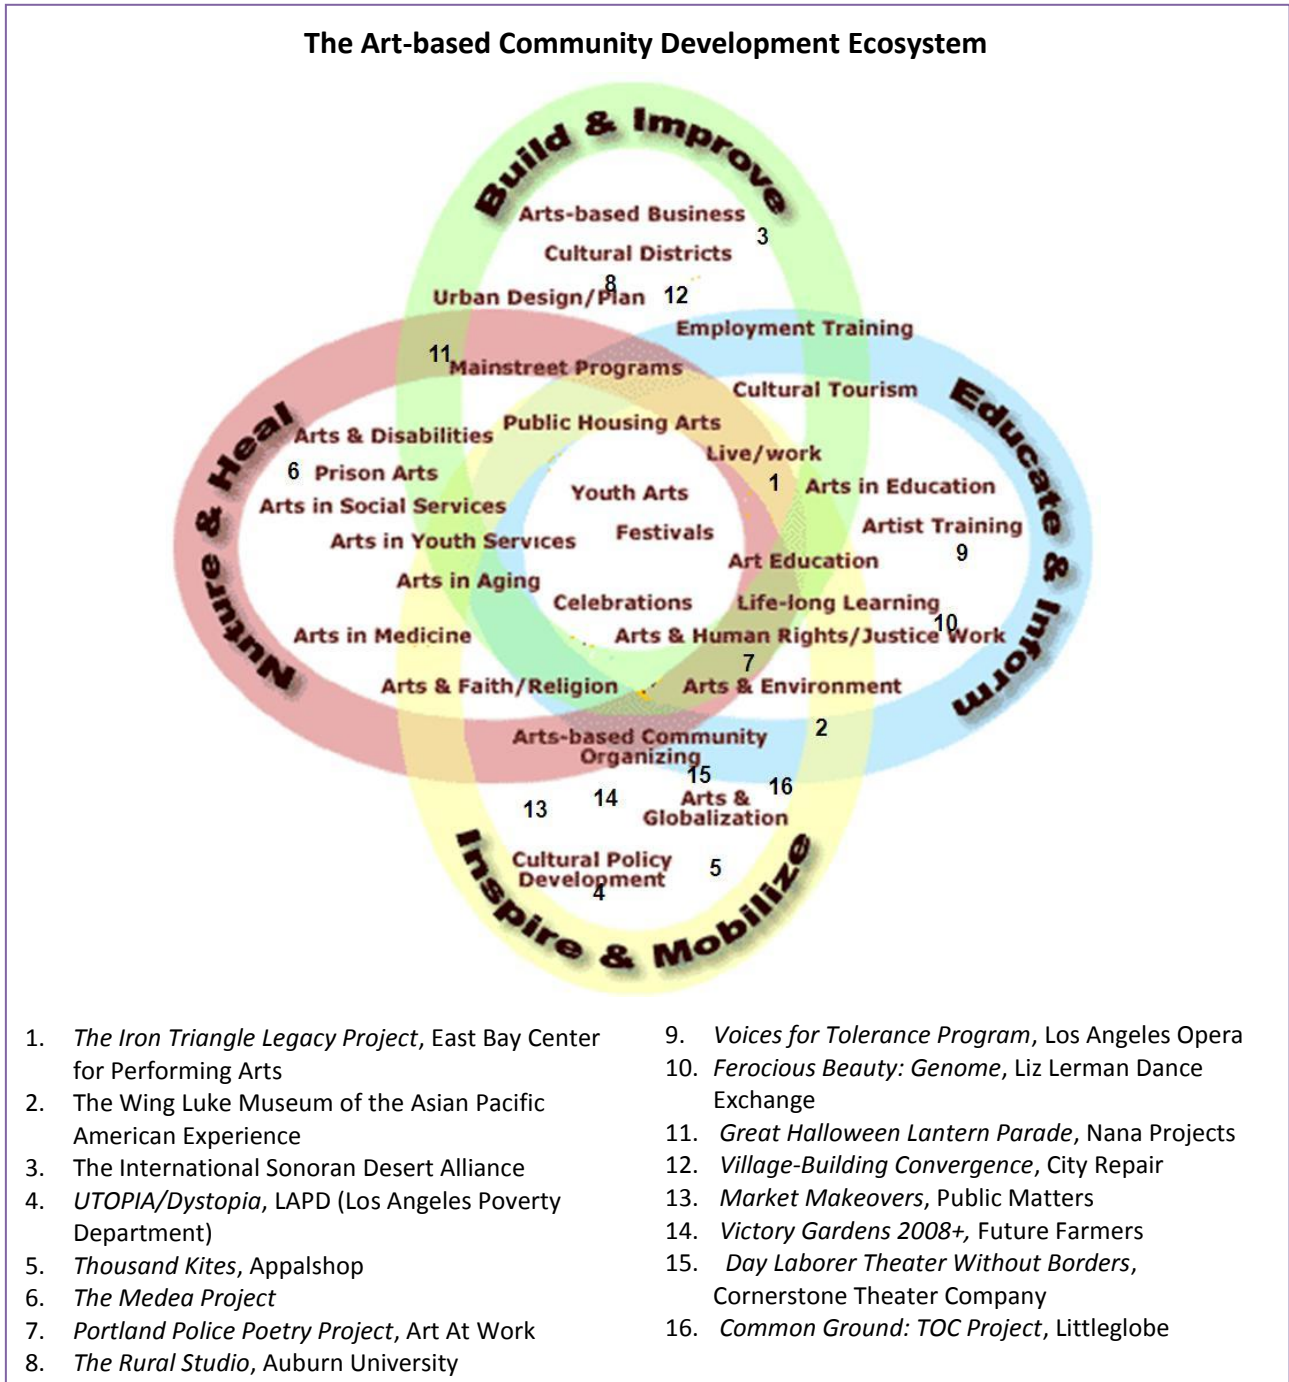 The Art-based Community Development Ecosystem
Build & Improve
Arts-based Business
3
Cultural Districts
8
Urban Design/Plan
12
Employment Training
11
Mainstreet Programs
Cultural Tourism
Educate & Inform
Nuture & Heal
Arts & Disabilities
Public Housing Arts
Live/work
6
Prison Arts
1
Arts in Education
Youth Arts
Arts in Social Services
Artist Training
Festivals
Arts in Youth Services
9
Art Education
Arts in Aging
Celebrations
Life-long Learning
10
Arts in Medicine
Arts & Human Rights/Justice Work
7
Arts & Faith/Religion
Arts & Environment
2
Arts-based Community
Organizing
15
16
14
13
Arts &
Globalization
Cultural Policy
Development
5
4
Inspire & Mobilize
1. The Iron Triangle Legacy Project, East Bay Center
for Performing Arts
2. The Wing Luke Museum of the Asian Pacific
American Experience
3. The International Sonoran Desert Alliance
4. UTOPIA/Dystopia, LAPD (Los Angeles Poverty
Department)
5. Thousand Kites, Appalshop
6. The Medea Project
7. Portland Police Poetry Project, Art At Work
8. The Rural Studio, Auburn University
9. Voices for Tolerance Program, Los Angeles Opera
10. Ferocious Beauty: Genome, Liz Lerman Dance
Exchange
11. Great Halloween Lantern Parade, Nana Projects
12. Village-Building Convergence, City Repair
13. Market Makeovers, Public Matters
14. Victory Gardens 2008+, Future Farmers
15. Day Laborer Theater Without Borders,
Cornerstone Theater Company
16. Common Ground: TOC Project, Littleglobe